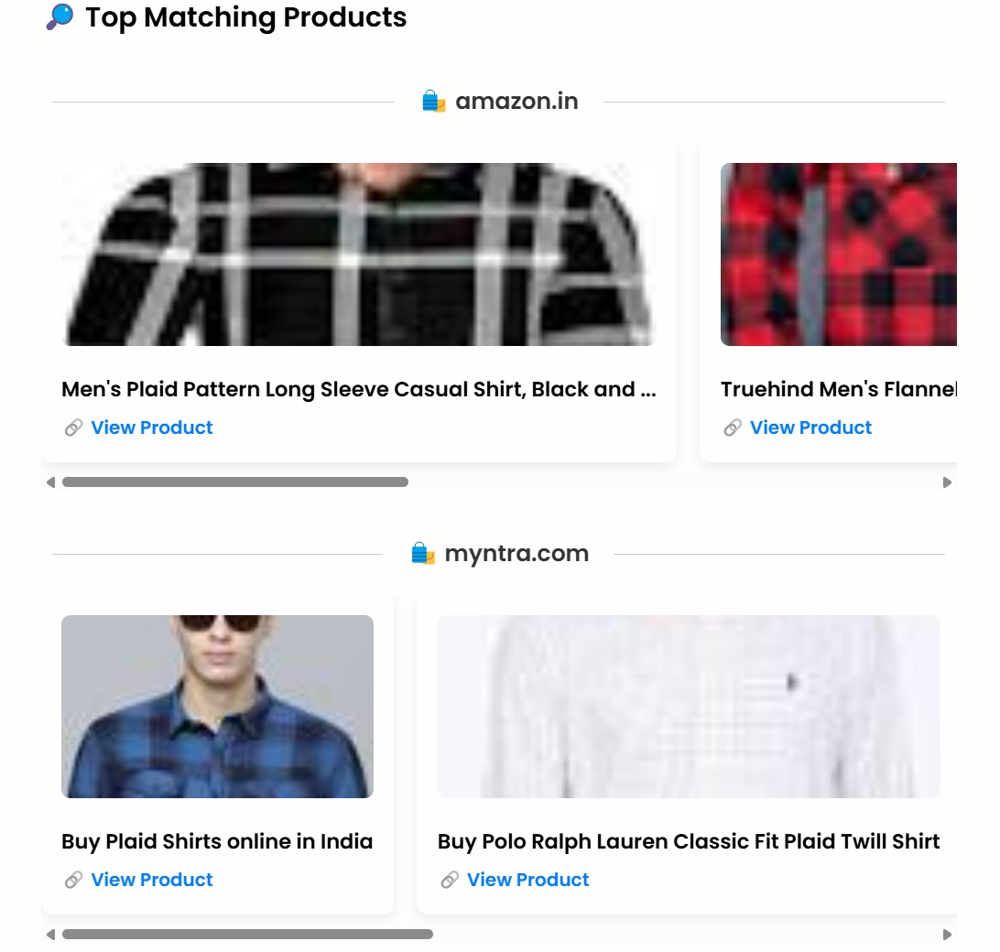 Top Matching Products
amazon.in
Men's Plaid Pattern Long Sleeve Casual Shirt, Black and ...
Truehind Men's Flannel
View Product
View Product
myntra.com
Buy Plaid Shirts online in India
Buy Polo Ralph Lauren Classic Fit Plaid Twill Shirt
View Product
View Product